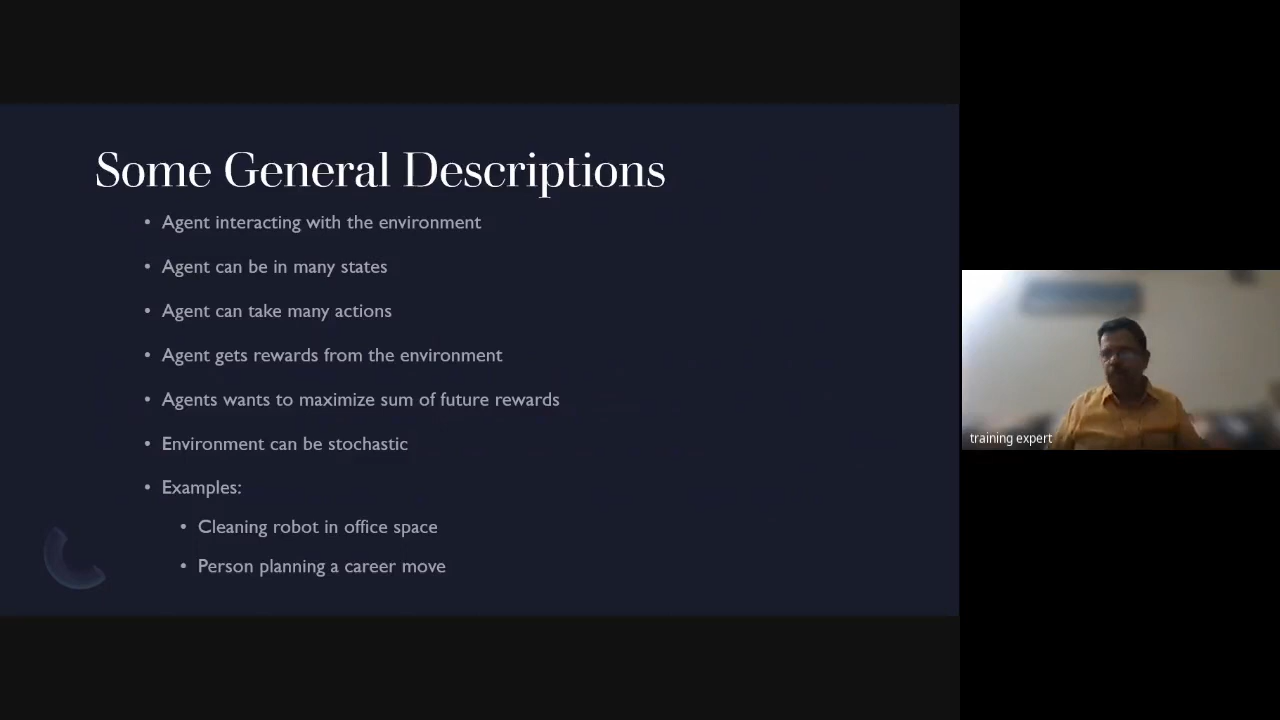 Some General Descriptions
• Agent interacting with the environment
• Agent can be in many states
• Agent can take many actions
• Agent gets rewards from the environment
• Agents wants to maximize sum of future rewards
• Environment can be stochastic
• Examples:
• Cleaning robot in office space
• Person planning a career move
training expert